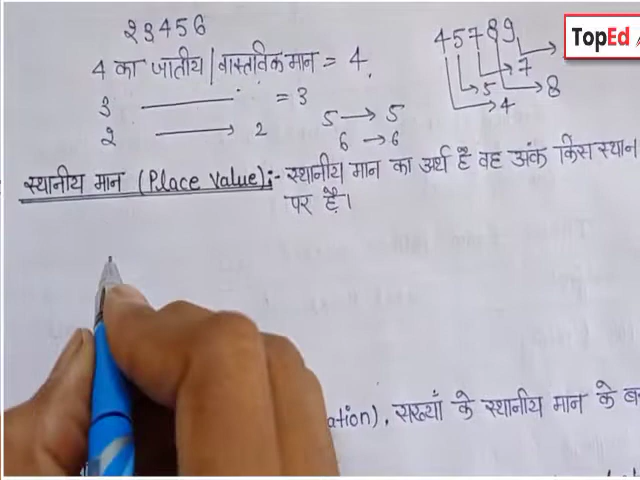 23456
4 का जातीय | वास्तविक मान = 4
3 = 3
2 → 2
5 → 5
6 → 6
45789
7
5
8
4
TopEd
स्थानीय मान (Place Value):- स्थानीय मान का अर्थ है वह अंक किस स्थान
पर है।
ation), संख्याँ के स्थानीय मान के